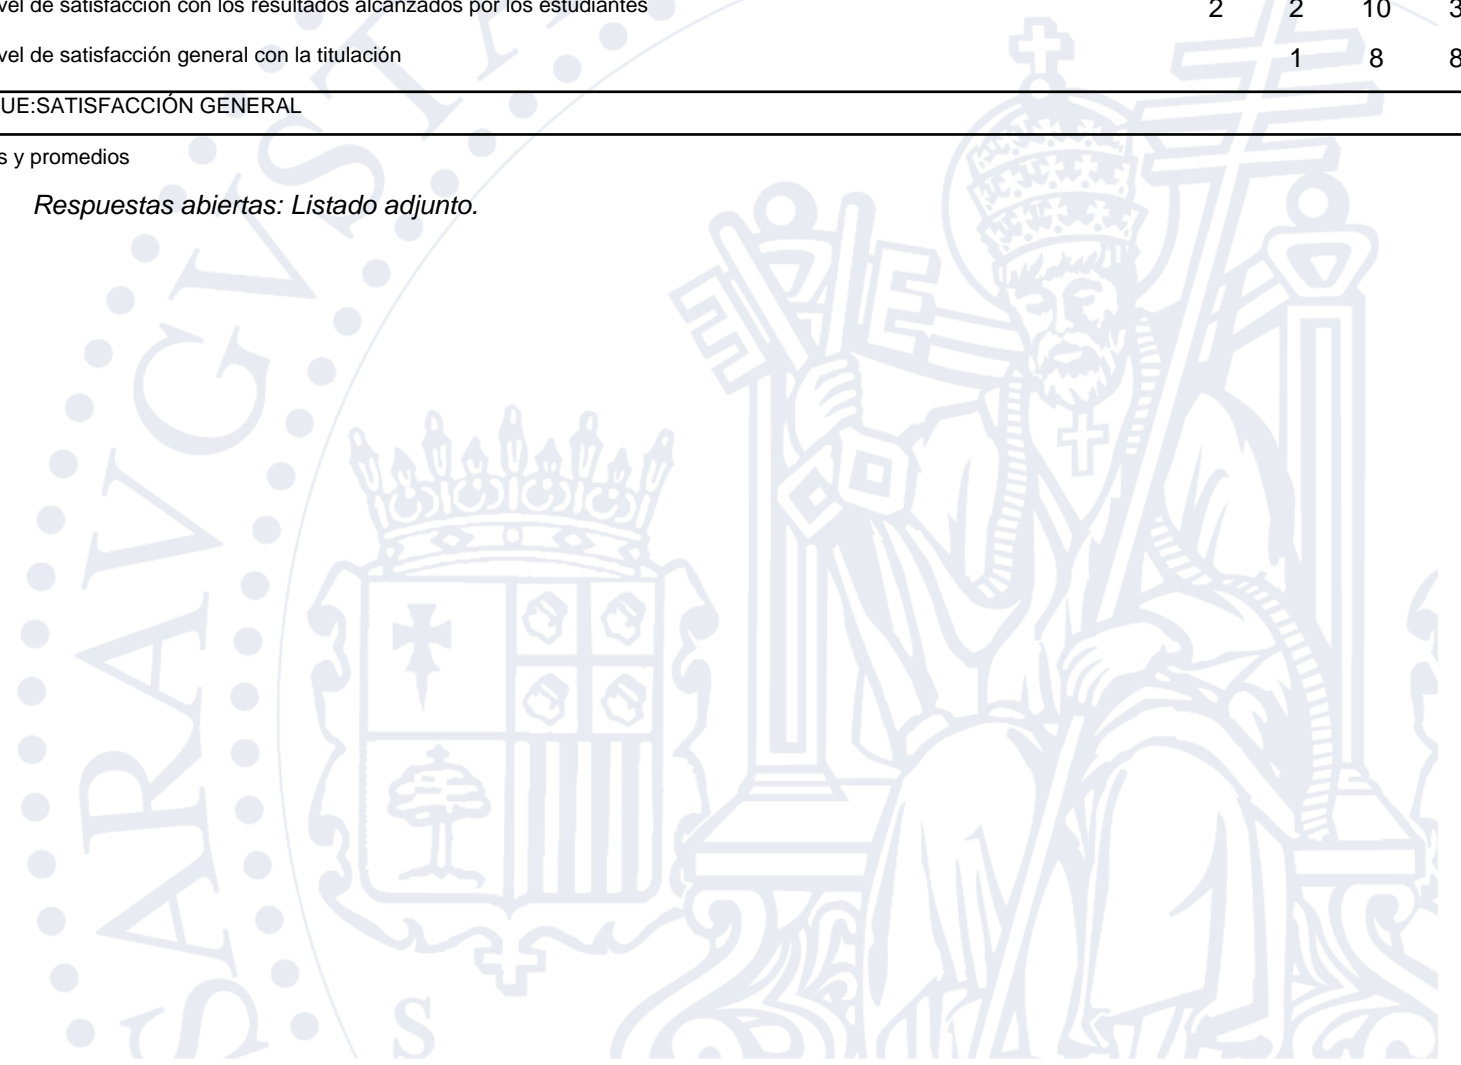 vel de satisfacción con los resultados alcanzados por los estudiantes 2 2 10 3
vel de satisfacción general con la titulación 1 8 8
UE:SATISFACCIÓN GENERAL
s y promedios
Respuestas abiertas: Listado adjunto.
SARAVGVSTA
S